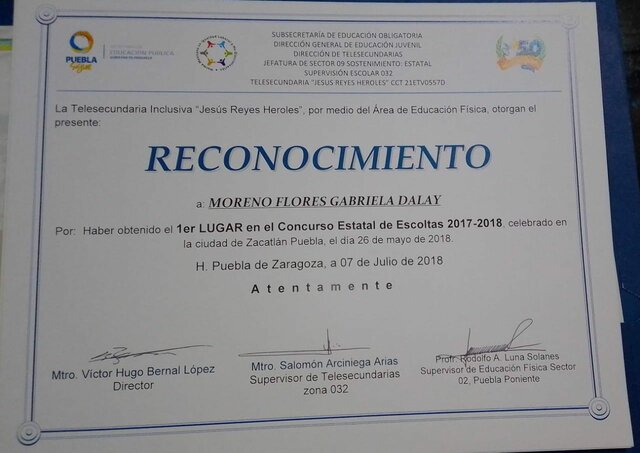 SUBSECRETARÍA DE EDUCACIÓN OBLIGATORIA
DIRECCIÓN GENERAL DE EDUCACIÓN JUVENIL
DIRECCIÓN DE TELESECUNDARIAS
JEFATURA DE SECTOR 09 SOSTENIMIENTO: ESTATAL
SUPERVISIÓN ESCOLAR 032
TELESECUNDARIA "JESÚS REYES HEROLES" CCT 21ETV0557D
PUEBLA
sigue
EDUCACIÓN PÚBLICA
50
La Telesecundaria Inclusiva "Jesús Reyes Heroles", por medio del Área de Educación Física, otorgan el
presente:
RECONOCIMIENTO
a: MORENO FLORES GABRIELA DALAY
Por: Haber obtenido el 1er LUGAR en el Concurso Estatal de Escoltas 2017-2018, celebrado en
la ciudad de Zacatlán Puebla, el día 26 de mayo de 2018.
H. Puebla de Zaragoza, a 07 de Julio de 2018
Atentamente
Mtro. Víctor Hugo Bernal López
Director
Mtro. Salomón Arciniega Arias
Supervisor de Telesecundarias
zona 032
Profr. Rodolfo A. Luna Solanes
Supervisor de Educación Física Sector
02, Puebla Poniente